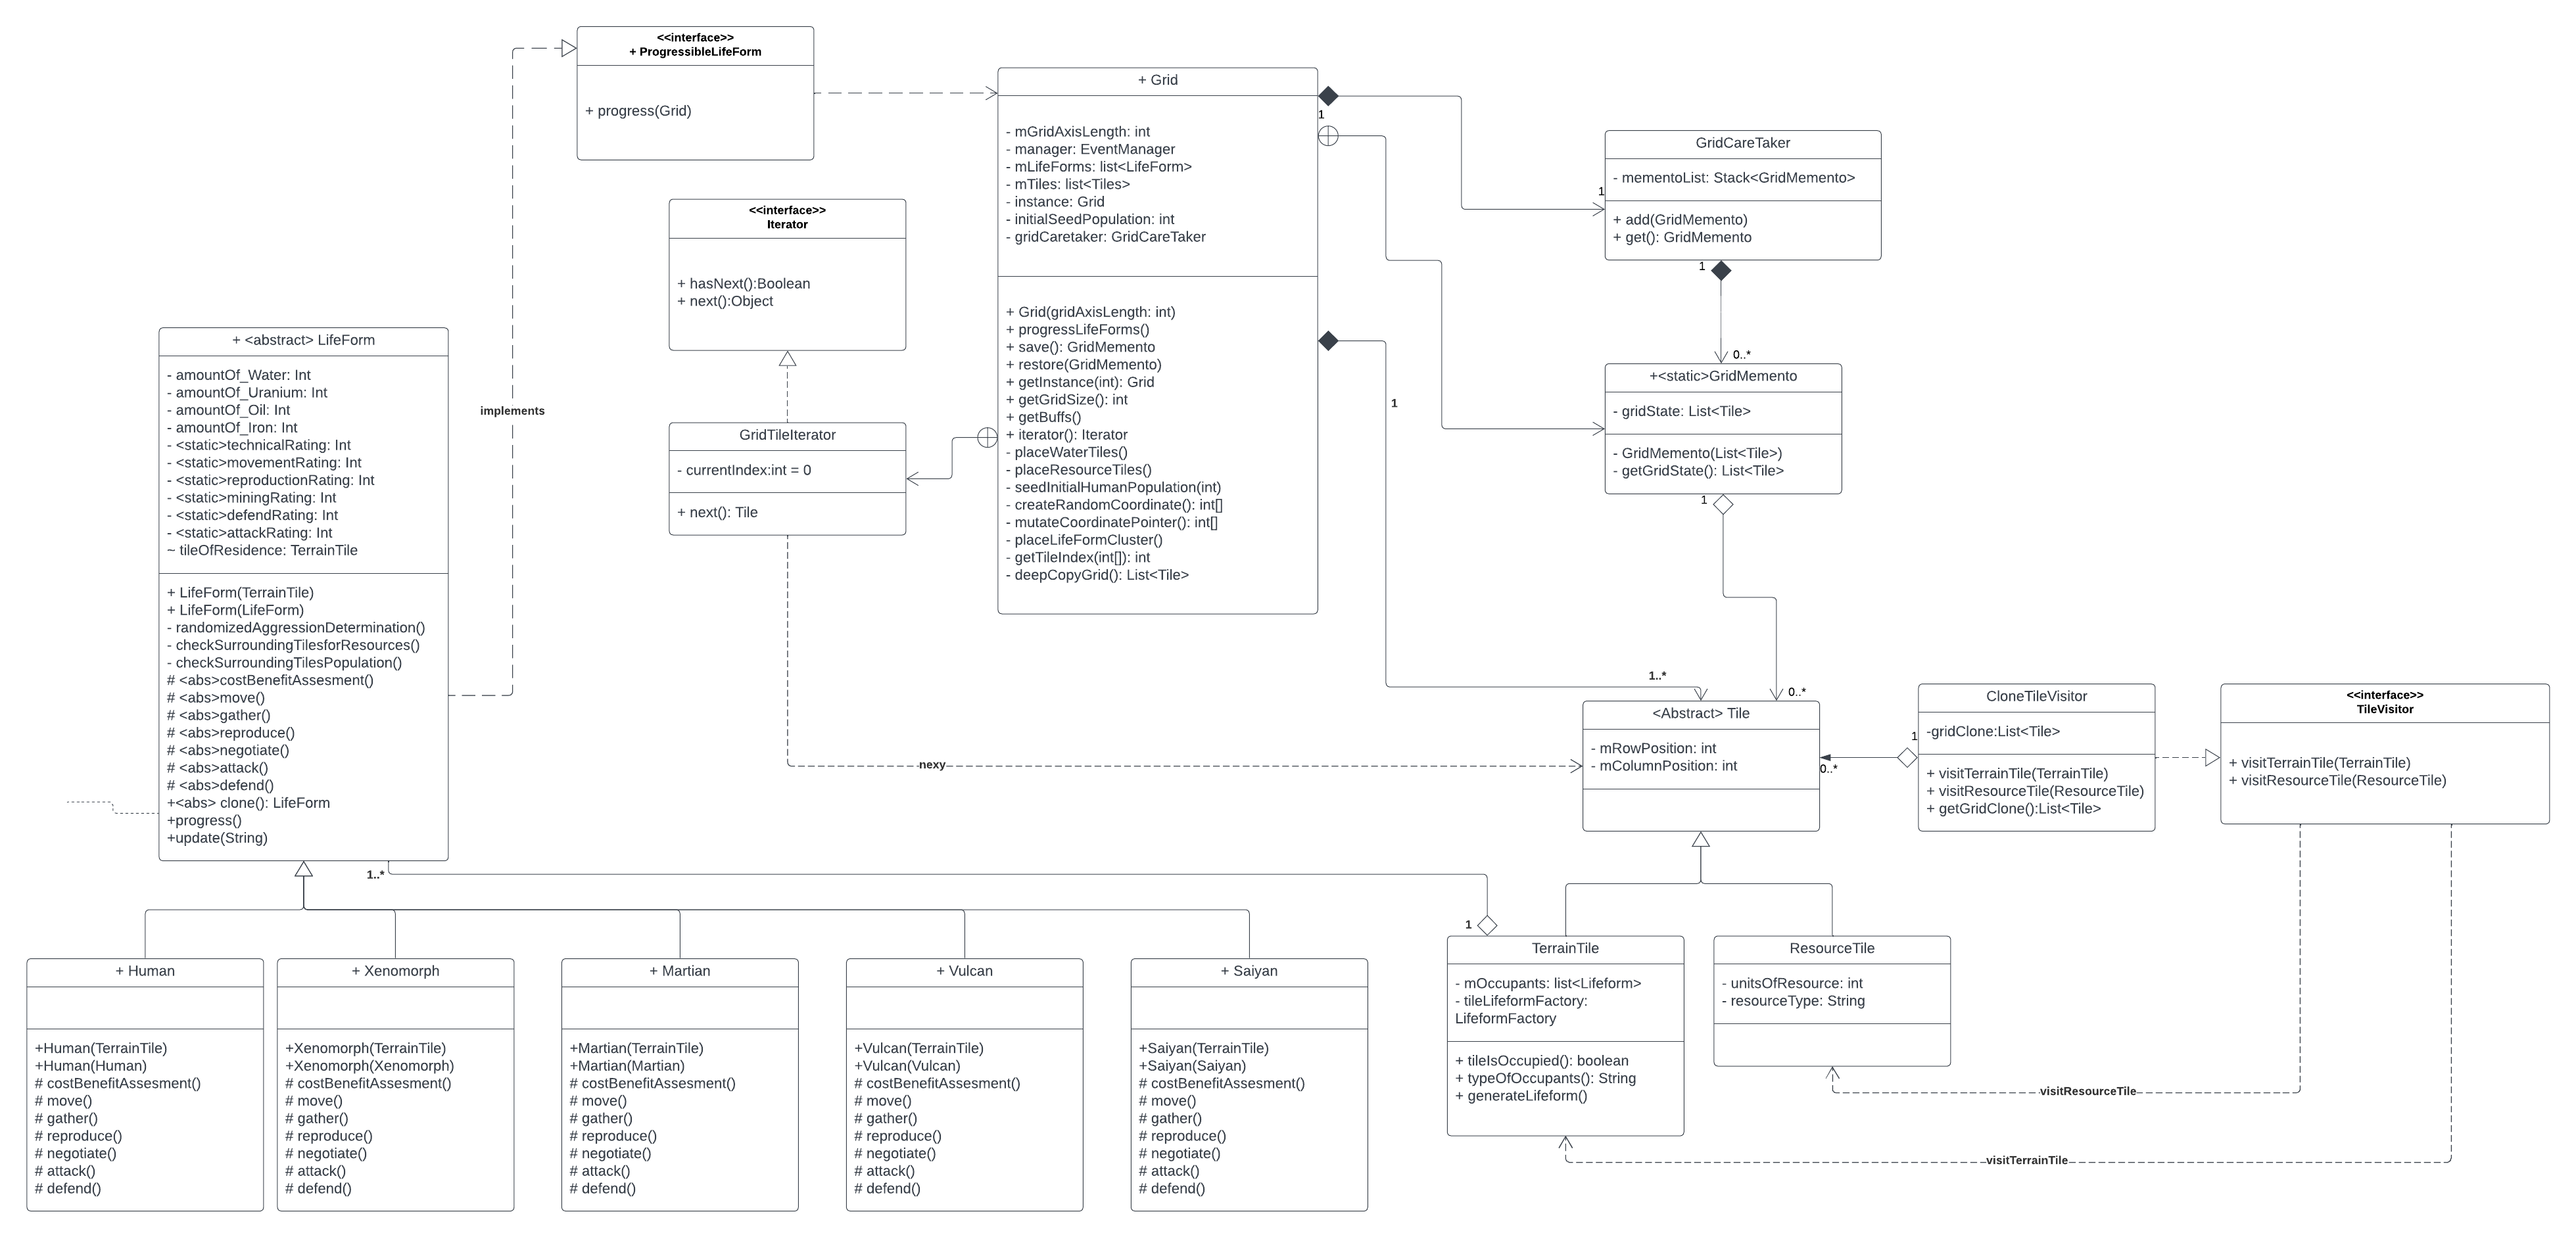 <<interface>>
+ ProgressibleLifeForm
+ progress(Grid)
+ Grid
- mGridAxisLength: int
- manager: EventManager
- mLifeForms: list<LifeForm>
- mTiles: list<Tiles>
- instance: Grid
- initialSeedPopulation: int
- gridCaretaker: GridCareTaker
+ Grid(gridAxisLength: int)
+ progressLifeForms()
+ save(): GridMemento
+ restore(GridMemento)
+ getInstance(int): Grid
+ getGridSize(): int
+ getBuffs()
+ iterator(): Iterator
- placeWaterTiles()
- placeResourceTiles()
- seedInitialHumanPopulation(int)
- createRandomCoordinate(): int[]
- mutateCoordinatePointer(): int[]
- placeLifeFormCluster()
- getTileIndex(int[]): int
- deepCopyGrid(): List<Tile>
1
1
GridCareTaker
- mementoList: Stack<GridMemento>
+ add(GridMemento)
+ get(): GridMemento
1
0..*
<<interface>>
Iterator
+ hasNext():Boolean
+ next():Object
GridTileIterator
- currentIndex:int = 0
+ next(): Tile
+<static>GridMemento
- gridState: List<Tile>
- GridMemento(List<Tile>)
- getGridState(): List<Tile>
1
0..*
1
1..*
implements
+ <abstract> LifeForm
- amountOf_Water: Int
- amountOf_Uranium: Int
- amountOf_Oil: Int
- amountOf_Iron: Int
- <static>technicalRating: Int
- <static>movementRating: Int
- <static>reproductionRating: Int
- <static>miningRating: Int
- <static>defendRating: Int
- <static>attackRating: Int
~ tileOfResidence: TerrainTile
+ LifeForm(TerrainTile)
+ LifeForm(LifeForm)
- randomizedAggressionDetermination()
- checkSurroundingTilesforResources()
- checkSurroundingTilesPopulation()
# <abs>costBenefitAssesment()
# <abs>move()
# <abs>gather()
# <abs>reproduce()
# <abs>negotiate()
# <abs>attack()
# <abs>defend()
+<abs> clone(): LifeForm
+progress()
+update(String)
nexy
<Abstract> Tile
- mRowPosition: int
- mColumnPosition: int
1
0..*
CloneTileVisitor
-gridClone:List<Tile>
+ visitTerrainTile(TerrainTile)
+ visitResourceTile(ResourceTile)
+ getGridClone():List<Tile>
<<interface>>
TileVisitor
+ visitTerrainTile(TerrainTile)
+ visitResourceTile(ResourceTile)
1..*
1
+ Human
+Human(TerrainTile)
+Human(Human)
# costBenefitAssesment()
# move()
# gather()
# reproduce()
# negotiate()
# attack()
# defend()
+ Xenomorph
+Xenomorph(TerrainTile)
+Xenomorph(Xenomorph)
# costBenefitAssesment()
# move()
# gather()
# reproduce()
# negotiate()
# attack()
# defend()
+ Martian
+Martian(TerrainTile)
+Martian(Martian)
# costBenefitAssesment()
# move()
# gather()
# reproduce()
# negotiate()
# attack()
# defend()
+ Vulcan
+Vulcan(TerrainTile)
+Vulcan(Vulcan)
# costBenefitAssesment()
# move()
# gather()
# reproduce()
# negotiate()
# attack()
# defend()
+ Saiyan
+Saiyan(TerrainTile)
+Saiyan(Saiyan)
# costBenefitAssesment()
# move()
# gather()
# reproduce()
# negotiate()
# attack()
# defend()
TerrainTile
- mOccupants: list<Lifeform>
- tileLifeformFactory:
LifeformFactory
+ tileIsOccupied(): boolean
+ typeOfOccupants(): String
+ generateLifeform()
ResourceTile
- unitsOfResource: int
- resourceType: String
visitResourceTile
visitTerrainTile